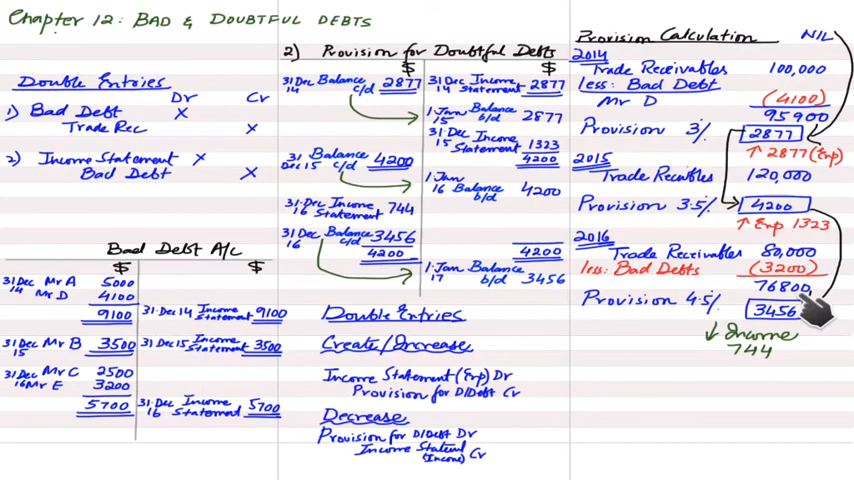 Chapter 12: BAD & DOUBTFUL DEBTS
Double Entries
Dr Cr
1) Bad Debt X
Trade Rec X
2) Income Statement X
Bad Debt X
Bad Debt A/C
$ $
31 Dec 14 Mr A 5000
Mr D 4100
9100 31 Dec 14 Income Statement 9100
31 Dec 15 Mr B 3500 31 Dec 15 Income Statement 3500
31 Dec 16 Mr C 2500
Mr E 3200
5700 31 Dec 16 Income Statement 5700
2) Provision for Doubtful Debts
$ $
31 Dec 14 Balance c/d 2877 31 Dec 14 Income Statement 2877
1 Jan 15 Balance b/d 2877
31 Dec 15 Income Statement 1323
31 Dec 15 Balance c/d 4200 4200
1 Jan 16 Balance b/d 4200
31 Dec 16 Income Statement 744
31 Dec 16 Balance c/d 3456
4200 4200
1 Jan 17 Balance b/d 3456
Double Entries
Create/Increase
Income Statement (Exp) Dr
Provision for D/Debt Cr
Decrease
Provision for D/Debt Dr
Income Statement (Income) Cr
Provision Calculation NIL
2014
Trade Receivables 100,000
less: Bad Debt
Mr D (4100)
95900
Provision 3% 2877
↑ 2877 (Exp)
2015
Trade Receivables 120,000
Provision 3.5% 4200
↑ Exp 1323
2016
Trade Receivables 80,000
less: Bad Debts (3200)
76800
Provision 4.5% 3456
↓ Income
744